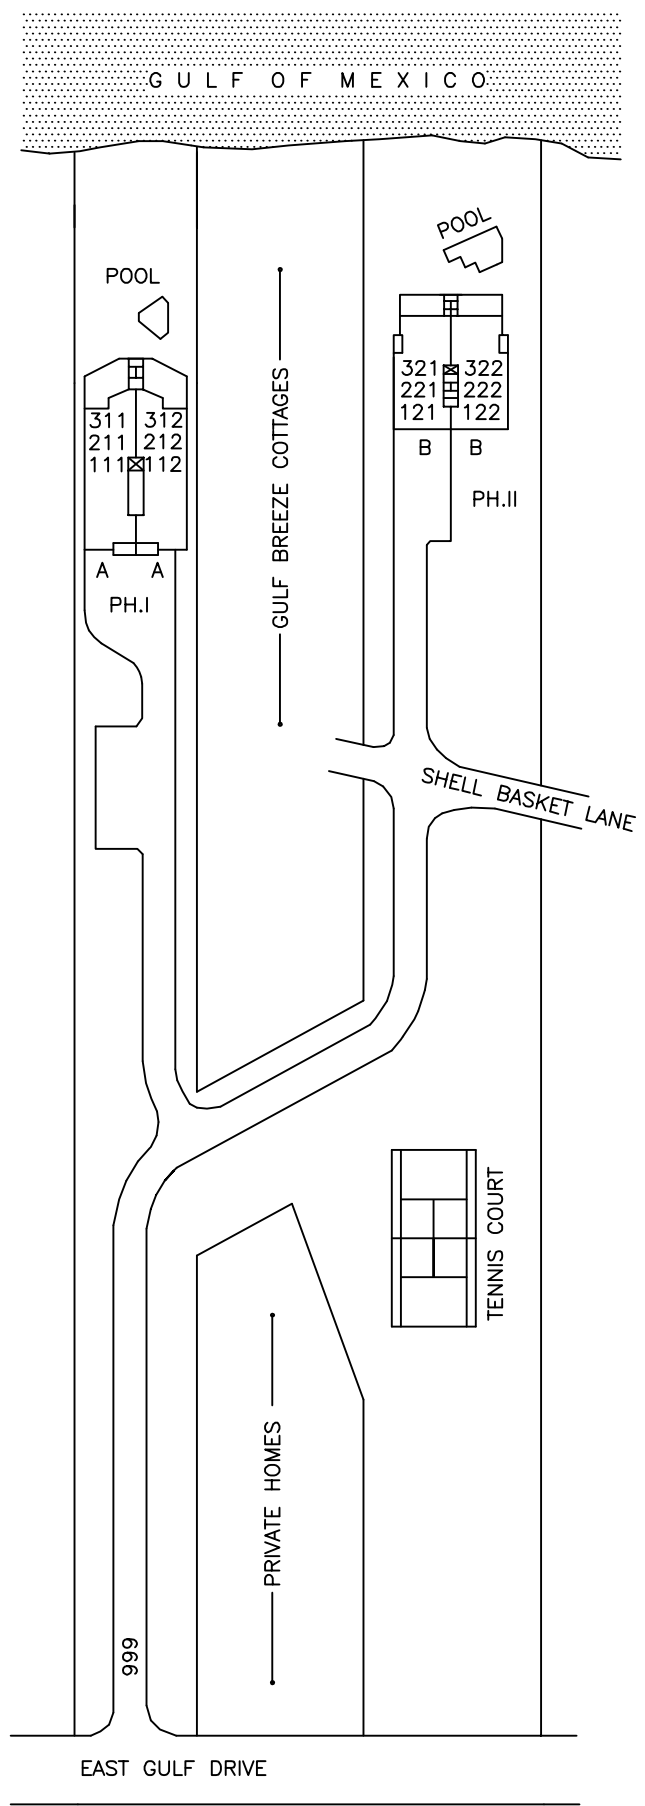 GULF OF MEXICO
POOL
POOL
321 322
221 222
121 122
B B
PH.II
311 312
211 212
111 112
A A
PH.I
GULF BREEZE COTTAGES
SHELL BASKET LANE
TENNIS COURT
PRIVATE HOMES
999
EAST GULF DRIVE